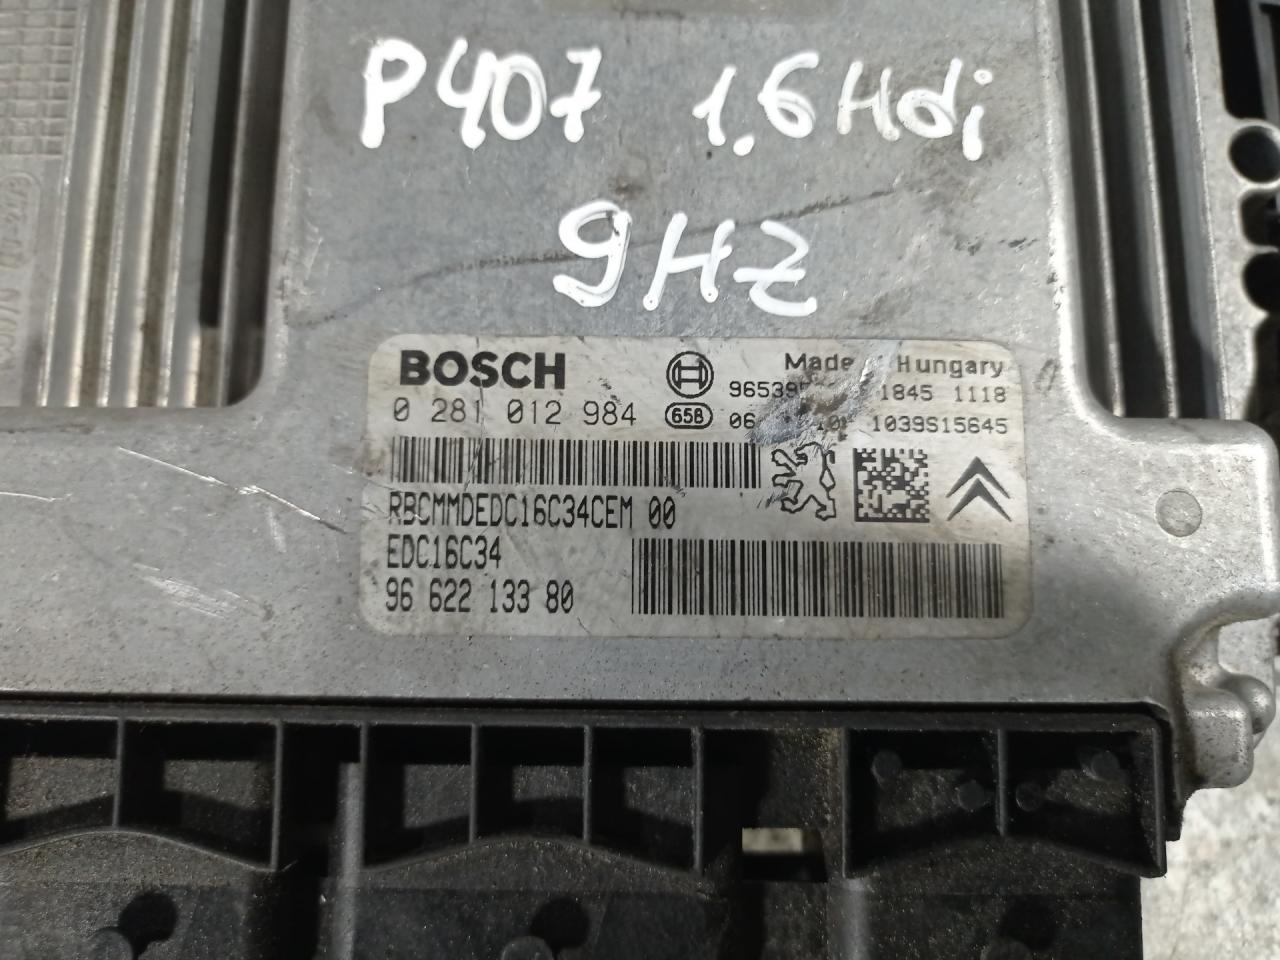 P407 1.6Hdi
9HZ
BOSCH Made Hungary
1845 1118
0 281 012 984 65B 1039S15645
RBCMMDEDC16C34CEM 00
EDC16C34
96 622 133 80